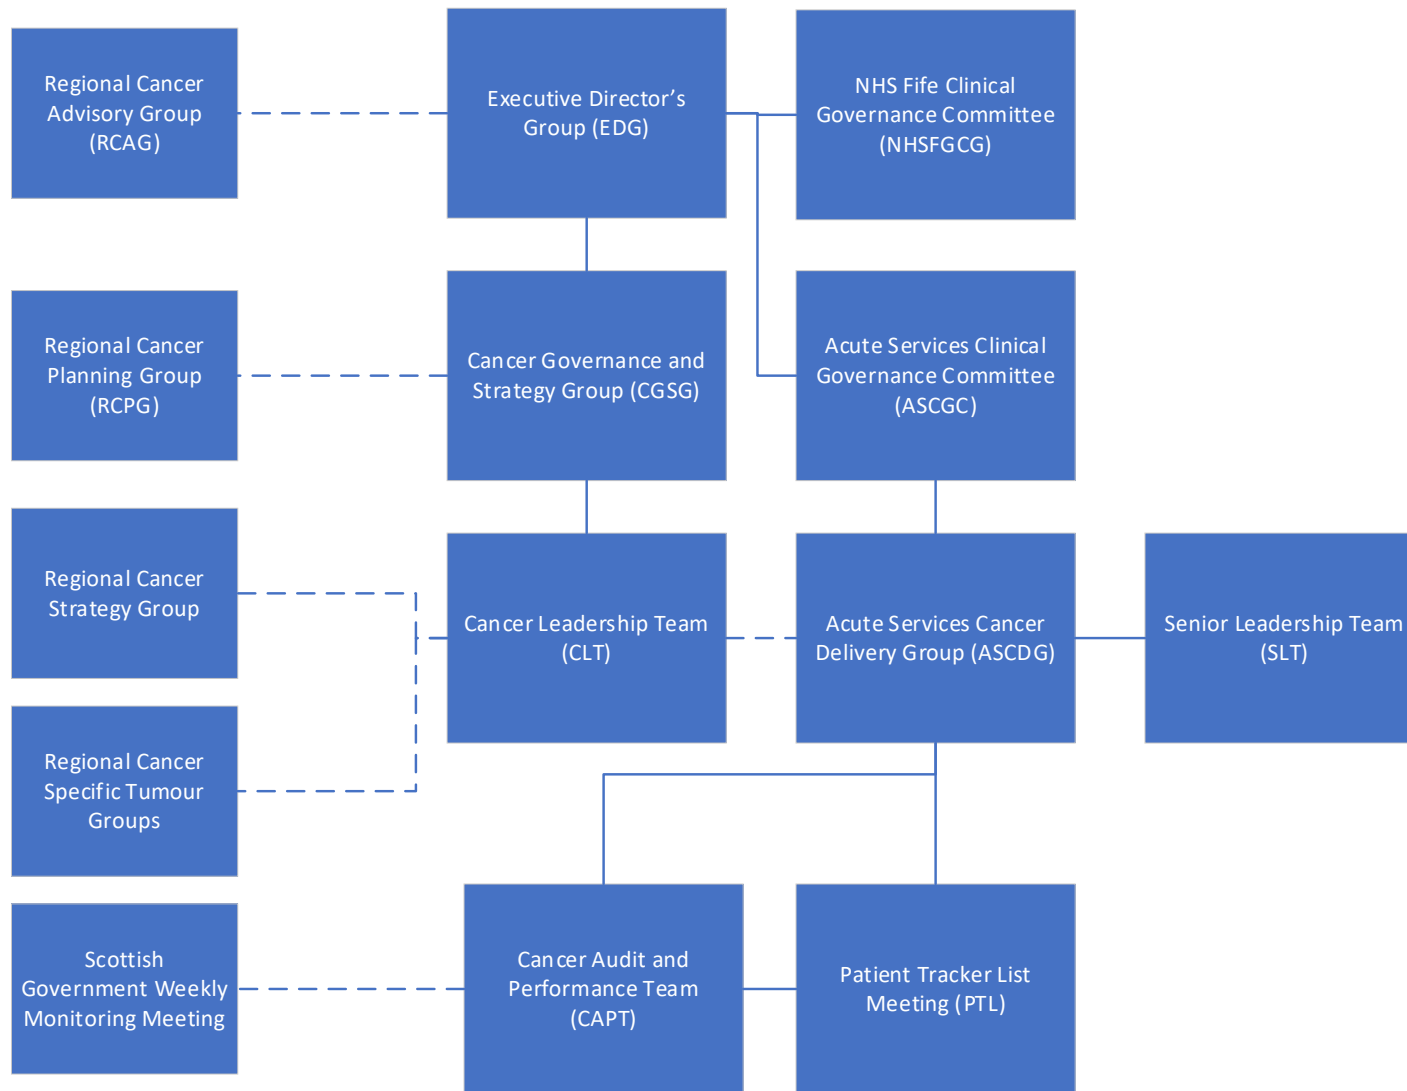 Regional Cancer
Advisory Group
(RCAG)
Executive Director’s
Group (EDG)
NHS Fife Clinical
Governance Committee
(NHSFGCG)
Regional Cancer
Planning Group
(RCPG)
Cancer Governance and
Strategy Group (CGSG)
Acute Services Clinical
Governance Committee
(ASCGC)
Regional Cancer
Strategy Group
Cancer Leadership Team
(CLT)
Acute Services Cancer
Delivery Group (ASCDG)
Senior Leadership Team
(SLT)
Regional Cancer
Specific Tumour
Groups
Scottish
Government Weekly
Monitoring Meeting
Cancer Audit and
Performance Team
(CAPT)
Patient Tracker List
Meeting (PTL)